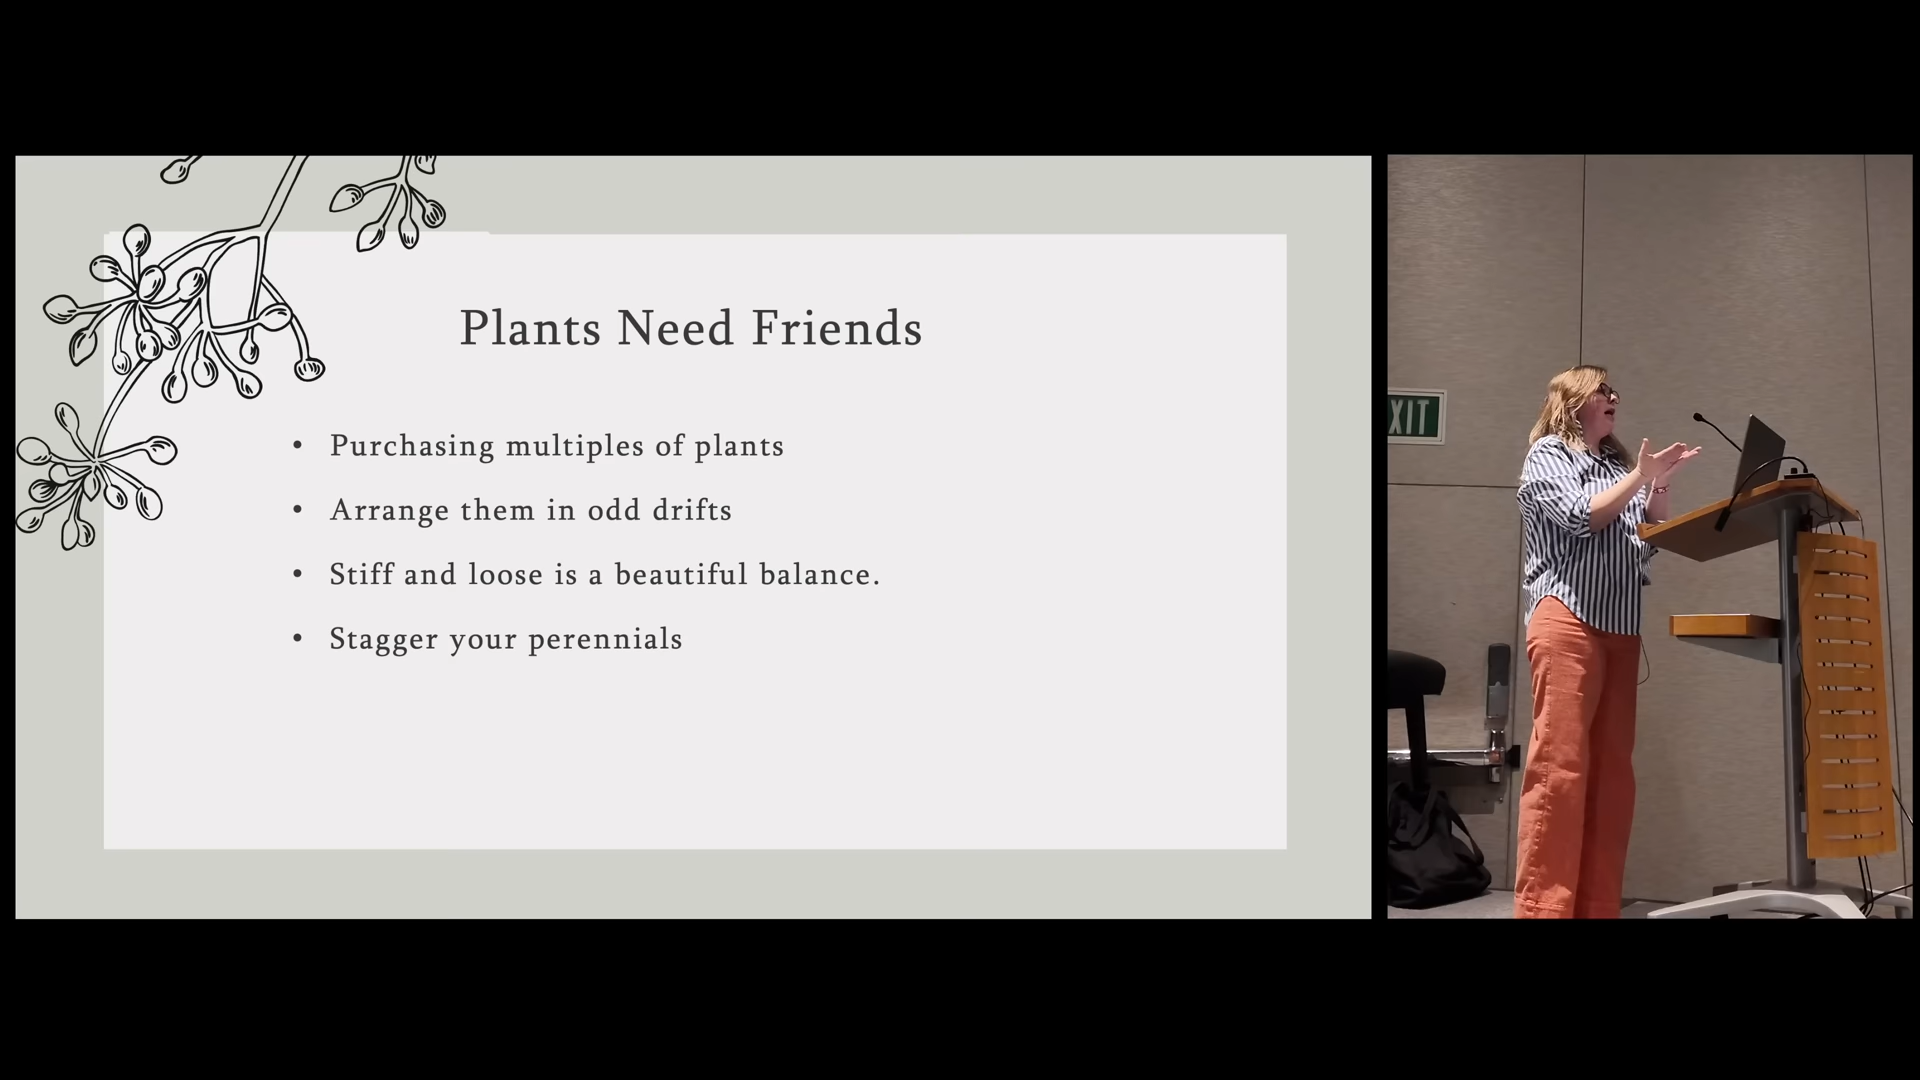 Plants Need Friends
• Purchasing multiples of plants
• Arrange them in odd drifts
• Stiff and loose is a beautiful balance.
• Stagger your perennials
XIT